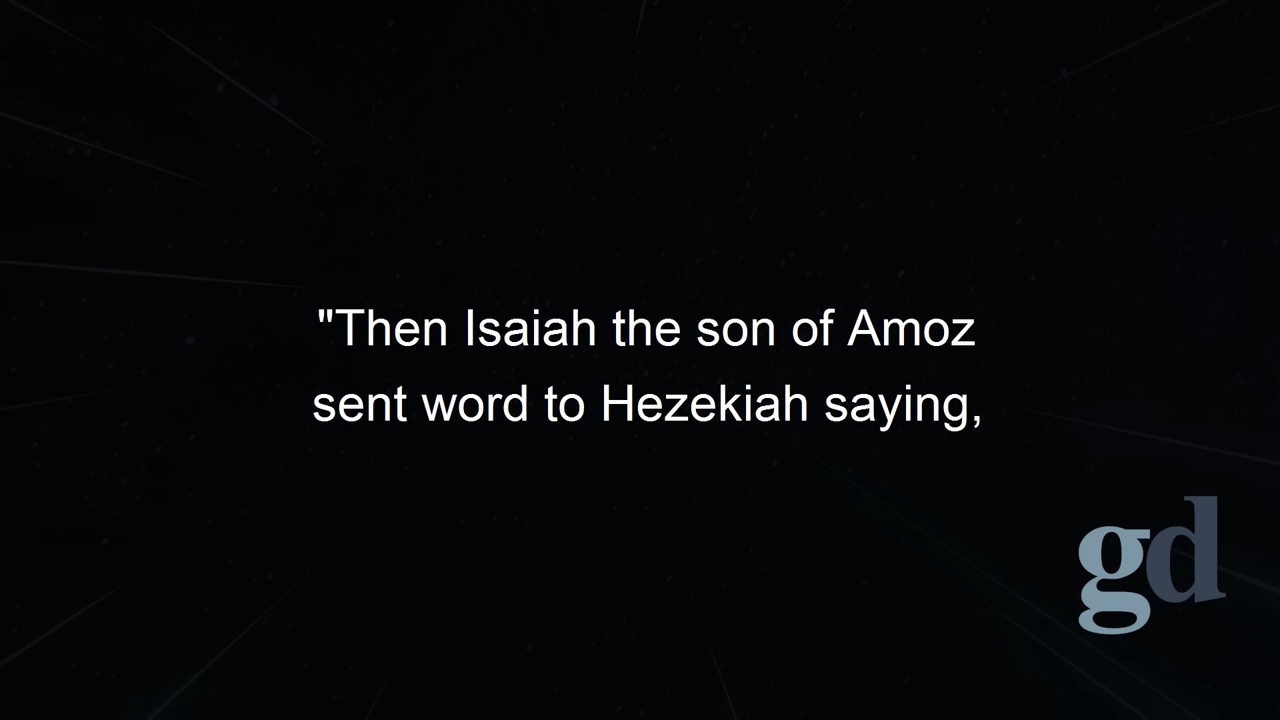 "Then Isaiah the son of Amoz
sent word to Hezekiah saying,
gd